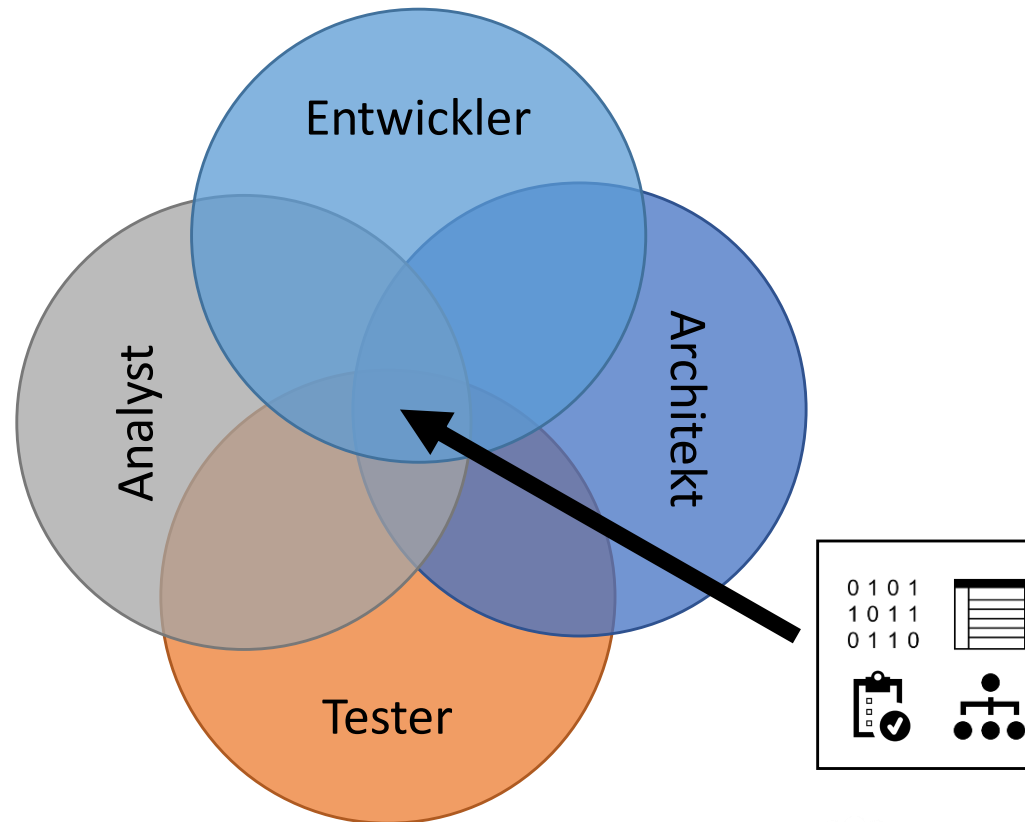 Entwickler
Analyst
Architekt
Tester
0 1 0 1
1 0 1 1
0 1 1 0